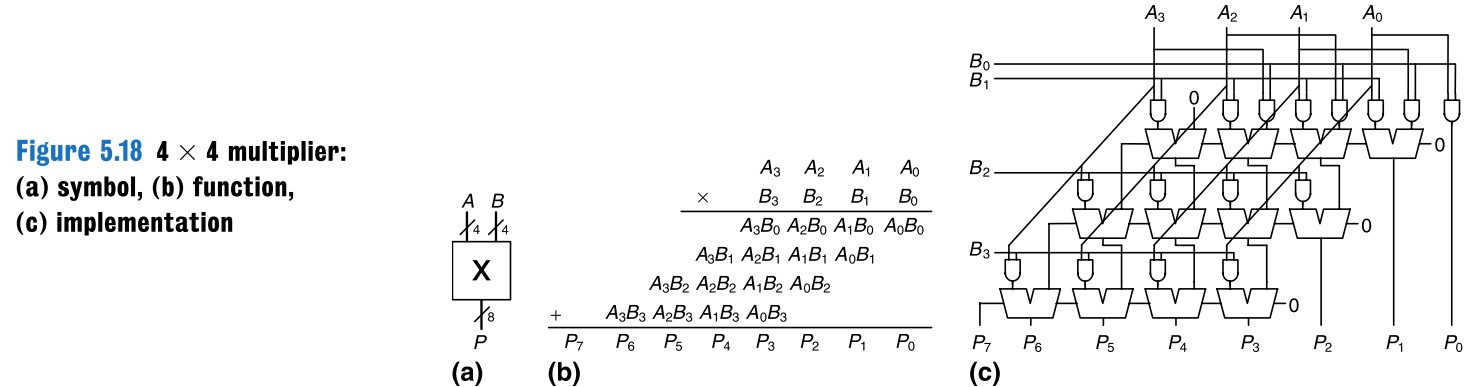 Figure 5.18 4 × 4 multiplier:
(a) symbol, (b) function,
(c) implementation
A B
4 4
X
8
P
(a)
A3 A2 A1 A0
× B3 B2 B1 B0
A3B0 A2B0 A1B0 A0B0
A3B1 A2B1 A1B1 A0B1
A3B2 A2B2 A1B2 A0B2
+ A3B3 A2B3 A1B3 A0B3
P7 P6 P5 P4 P3 P2 P1 P0
(b)
A3 A2 A1 A0
B0
B1
0
0
B2
0
B3
0
P7 P6 P5 P4 P3 P2 P1 P0
(c)